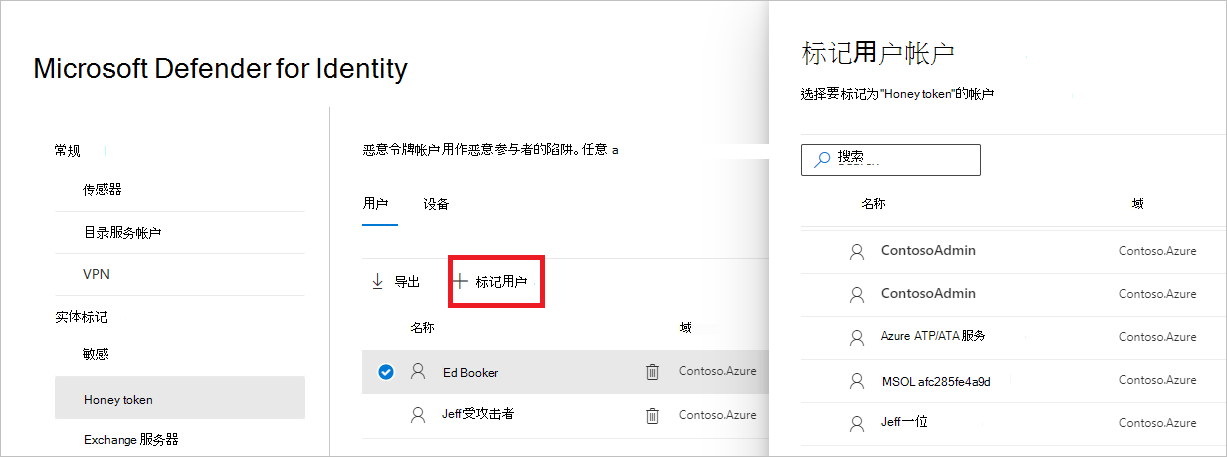 Microsoft Defender for Identity
常规
传感器
目录服务帐户
VPN
实体标记
敏感
Honey token
Exchange 服务器
恶意令牌帐户用作恶意参与者的陷阱。任意 a
用户 设备
导出 标记用户
名称 域
Ed Booker Contoso.Azure
Jeff受攻击者 Contoso.Azure
标记用户帐户
选择要标记为"Honey token"的帐户
搜索
名称 域
ContosoAdmin Contoso.Azure
ContosoAdmin Contoso.Azure
Azure ATP/ATA 服务 Contoso.Azure
MSOL afc285fe4a9d Contoso.Azure
Jeff一位 Contoso.Azure